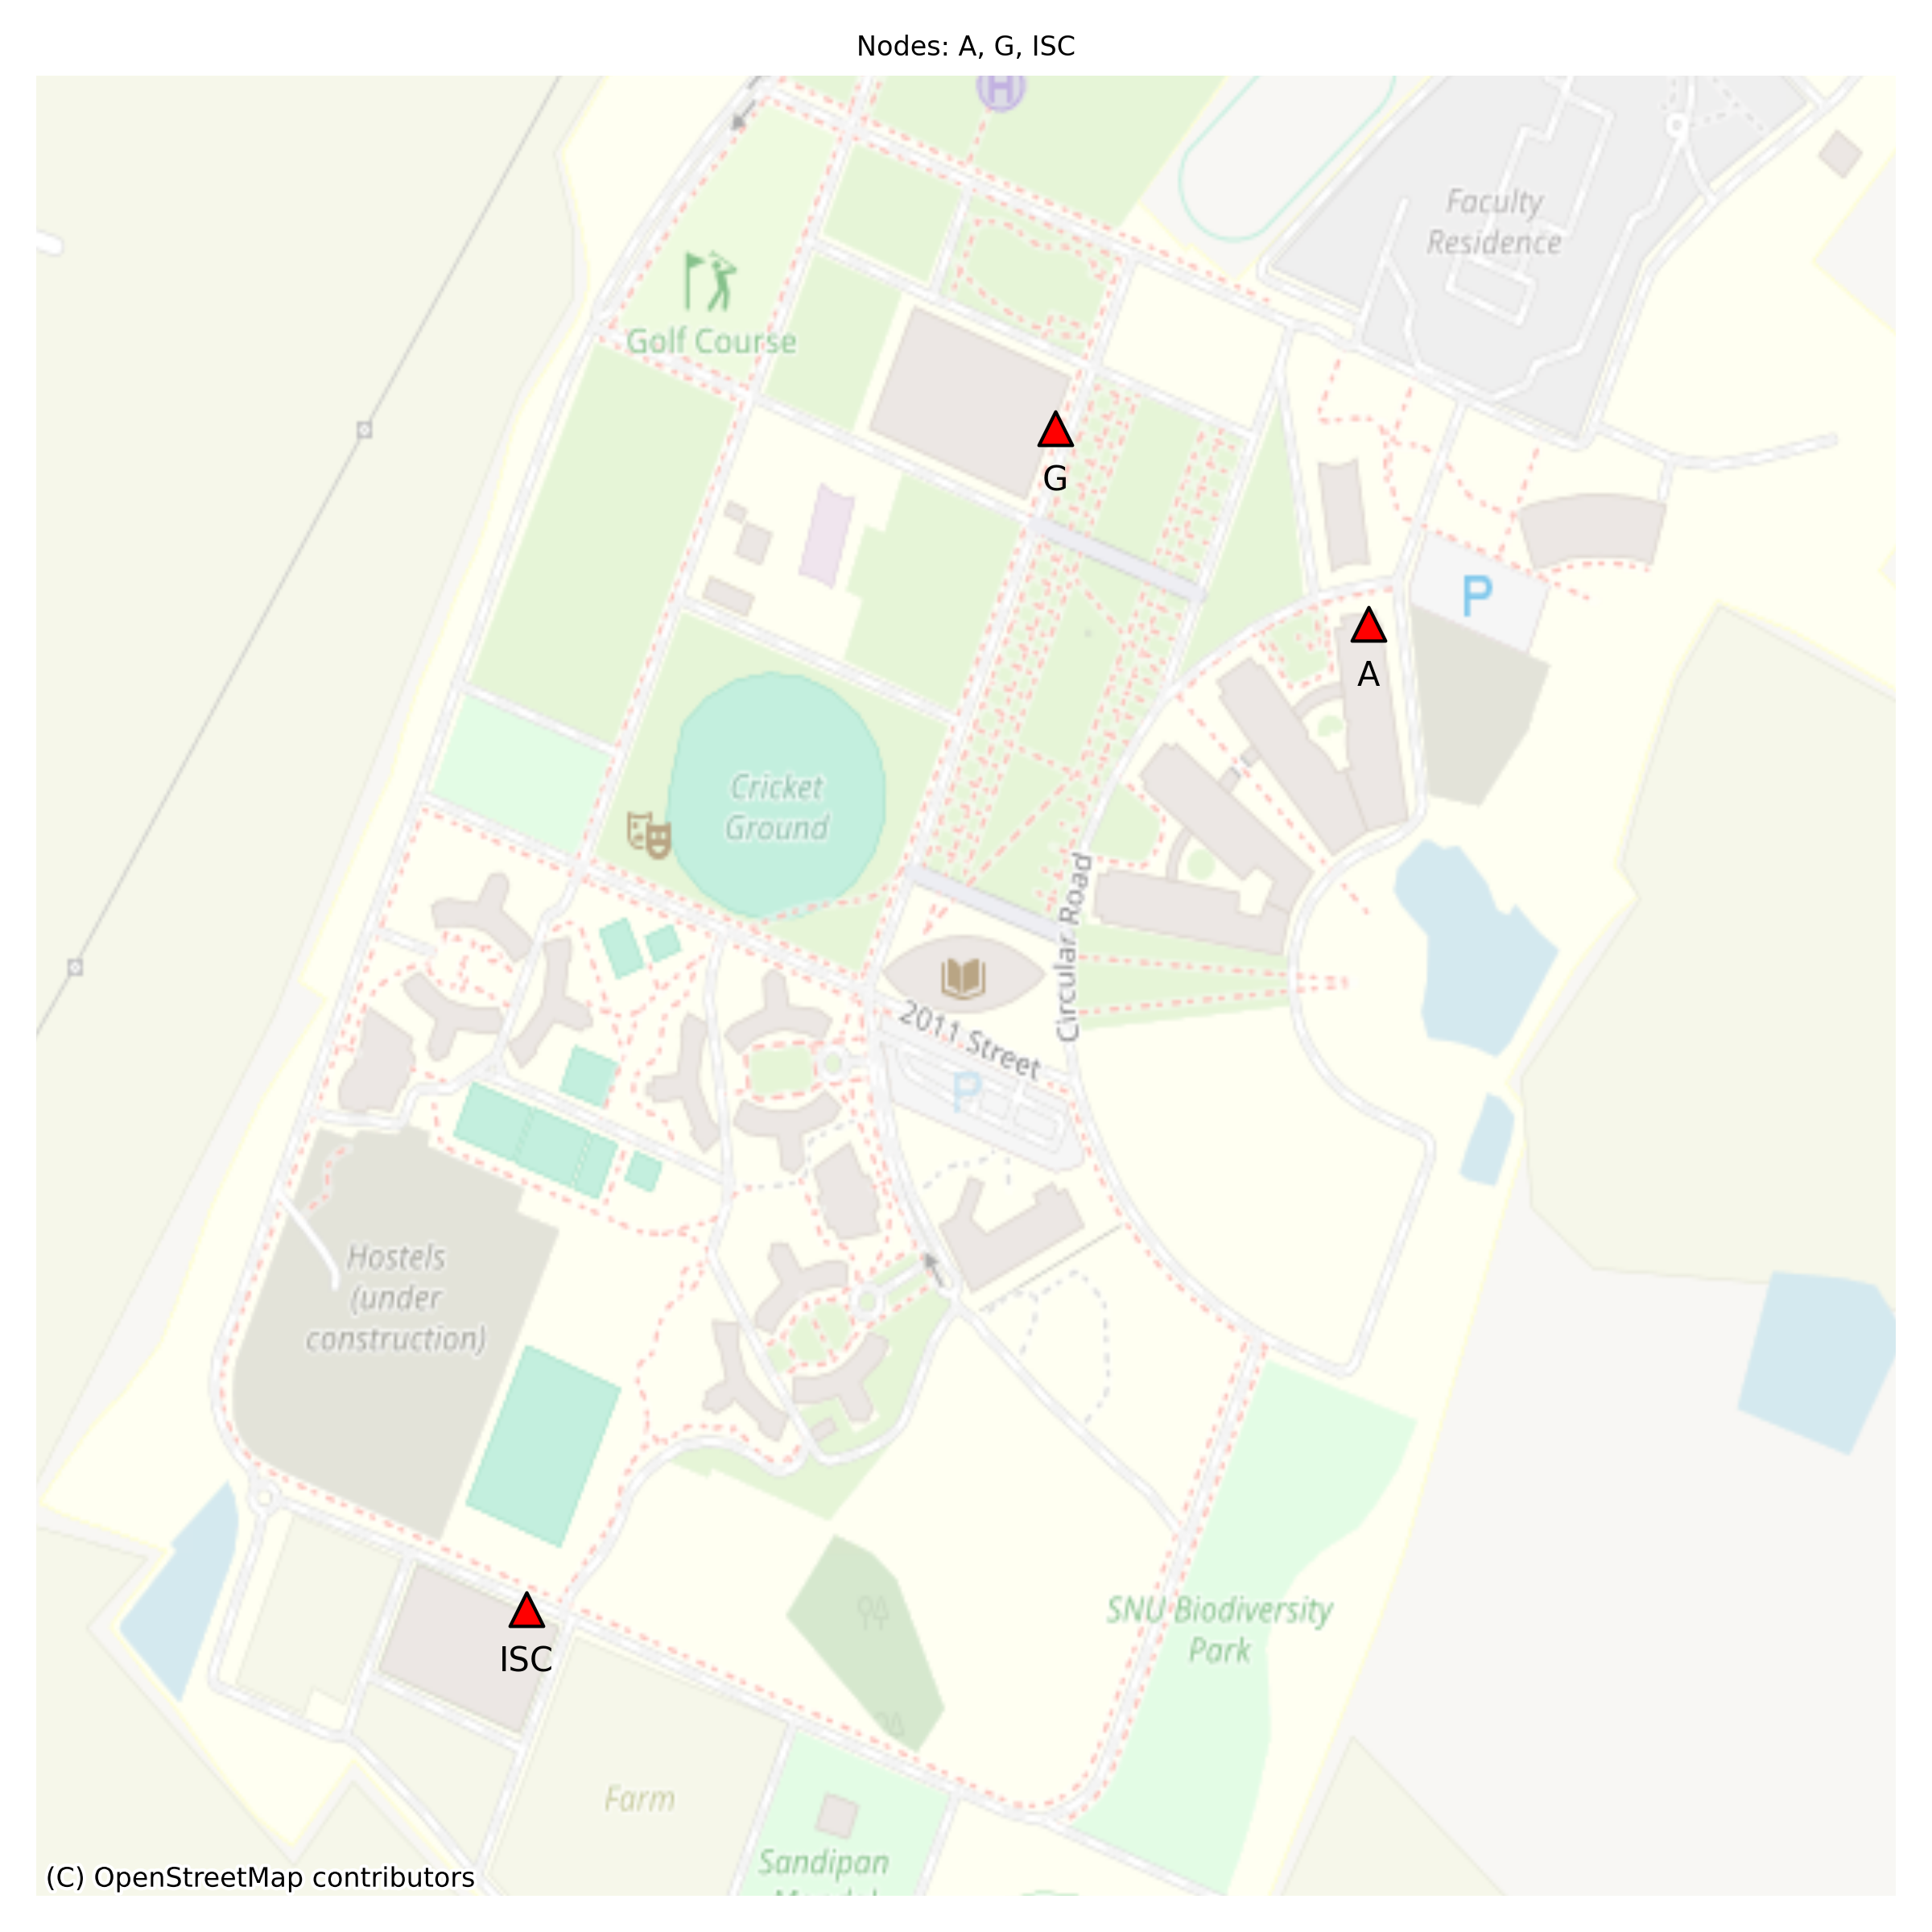 Nodes: A, G, ISC
H
Faculty
Residence
Golf Course
G
P
A
Cricket
Ground
Circular Road
2011 Street
P
Hostels
(under
construction)
SNU Biodiversity
Park
ISC
Farm
Sandipan
(C) OpenStreetMap contributors